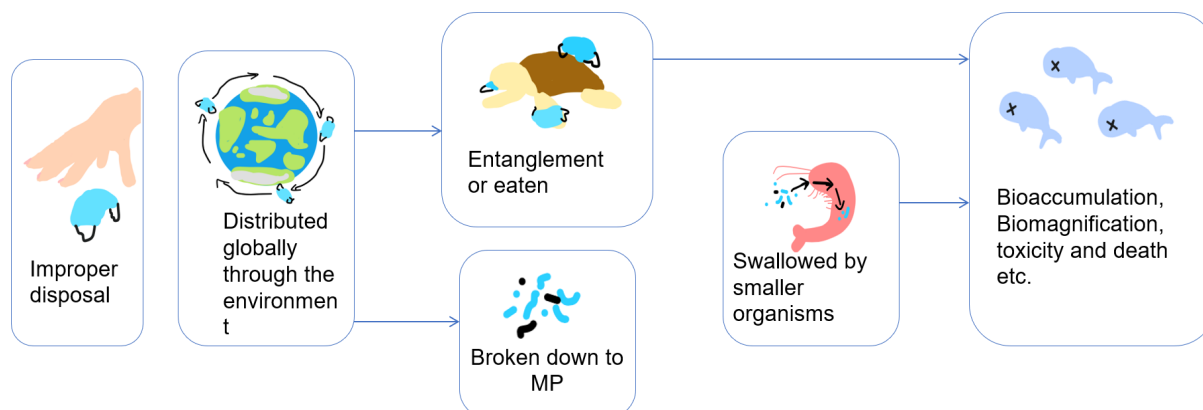 Improper
disposal
Distributed
globally
through the
environmen
t
Entanglement
or eaten
Broken down to
MP
Swallowed by
smaller
organisms
Bioaccumulation,
Biomagnification,
toxicity and death
etc.